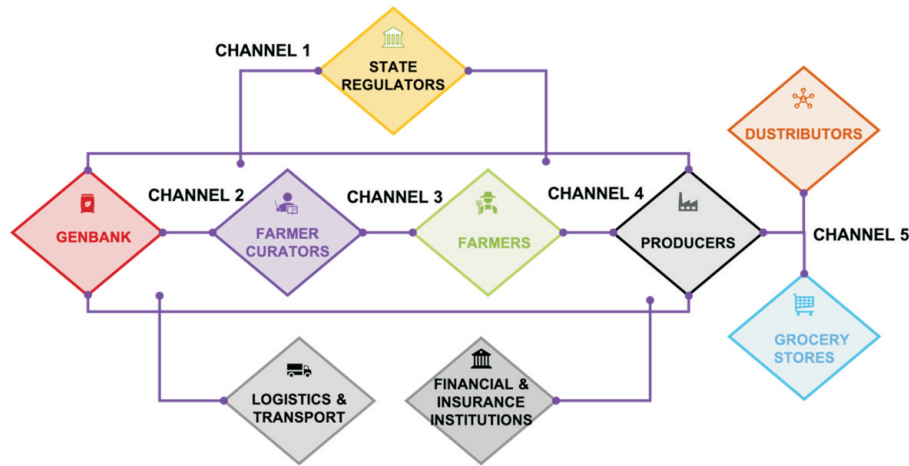 CHANNEL 1
STATE
REGULATORS
DUSTRIBUTORS
CHANNEL 2
CHANNEL 3
CHANNEL 4
GENBANK
FARMER
CURATORS
FARMERS
PRODUCERS
CHANNEL 5
GROCERY
STORES
LOGISTICS &
TRANSPORT
FINANCIAL &
INSURANCE
INSTITUTIONS